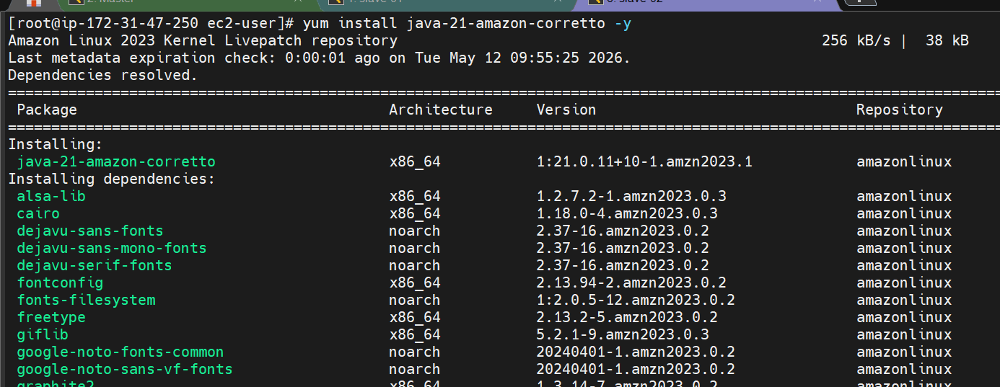 2. Master
1. slave-01
3. slave-02
[root@ip-172-31-47-250 ec2-user]# yum install java-21-amazon-corretto -y
Amazon Linux 2023 Kernel Livepatch repository 256 kB/s | 38 kB
Last metadata expiration check: 0:00:01 ago on Tue May 12 09:55:25 2026.
Dependencies resolved.
================================================================================
Package Architecture Version Repository
================================================================================
Installing:
java-21-amazon-corretto x86_64 1:21.0.11+10-1.amzn2023.1 amazonlinux
Installing dependencies:
alsa-lib x86_64 1.2.7.2-1.amzn2023.0.3 amazonlinux
cairo x86_64 1.18.0-4.amzn2023.0.3 amazonlinux
dejavu-sans-fonts noarch 2.37-16.amzn2023.0.2 amazonlinux
dejavu-sans-mono-fonts noarch 2.37-16.amzn2023.0.2 amazonlinux
dejavu-serif-fonts noarch 2.37-16.amzn2023.0.2 amazonlinux
fontconfig x86_64 2.13.94-2.amzn2023.0.2 amazonlinux
fonts-filesystem noarch 1:2.0.5-12.amzn2023.0.2 amazonlinux
freetype x86_64 2.13.2-5.amzn2023.0.2 amazonlinux
giflib x86_64 5.2.1-9.amzn2023.0.3 amazonlinux
google-noto-fonts-common noarch 20240401-1.amzn2023.0.2 amazonlinux
google-noto-sans-vf-fonts noarch 20240401-1.amzn2023.0.2 amazonlinux
graphite2 x86_64 1.3.14-7.amzn2023.0.2 amazonlinux